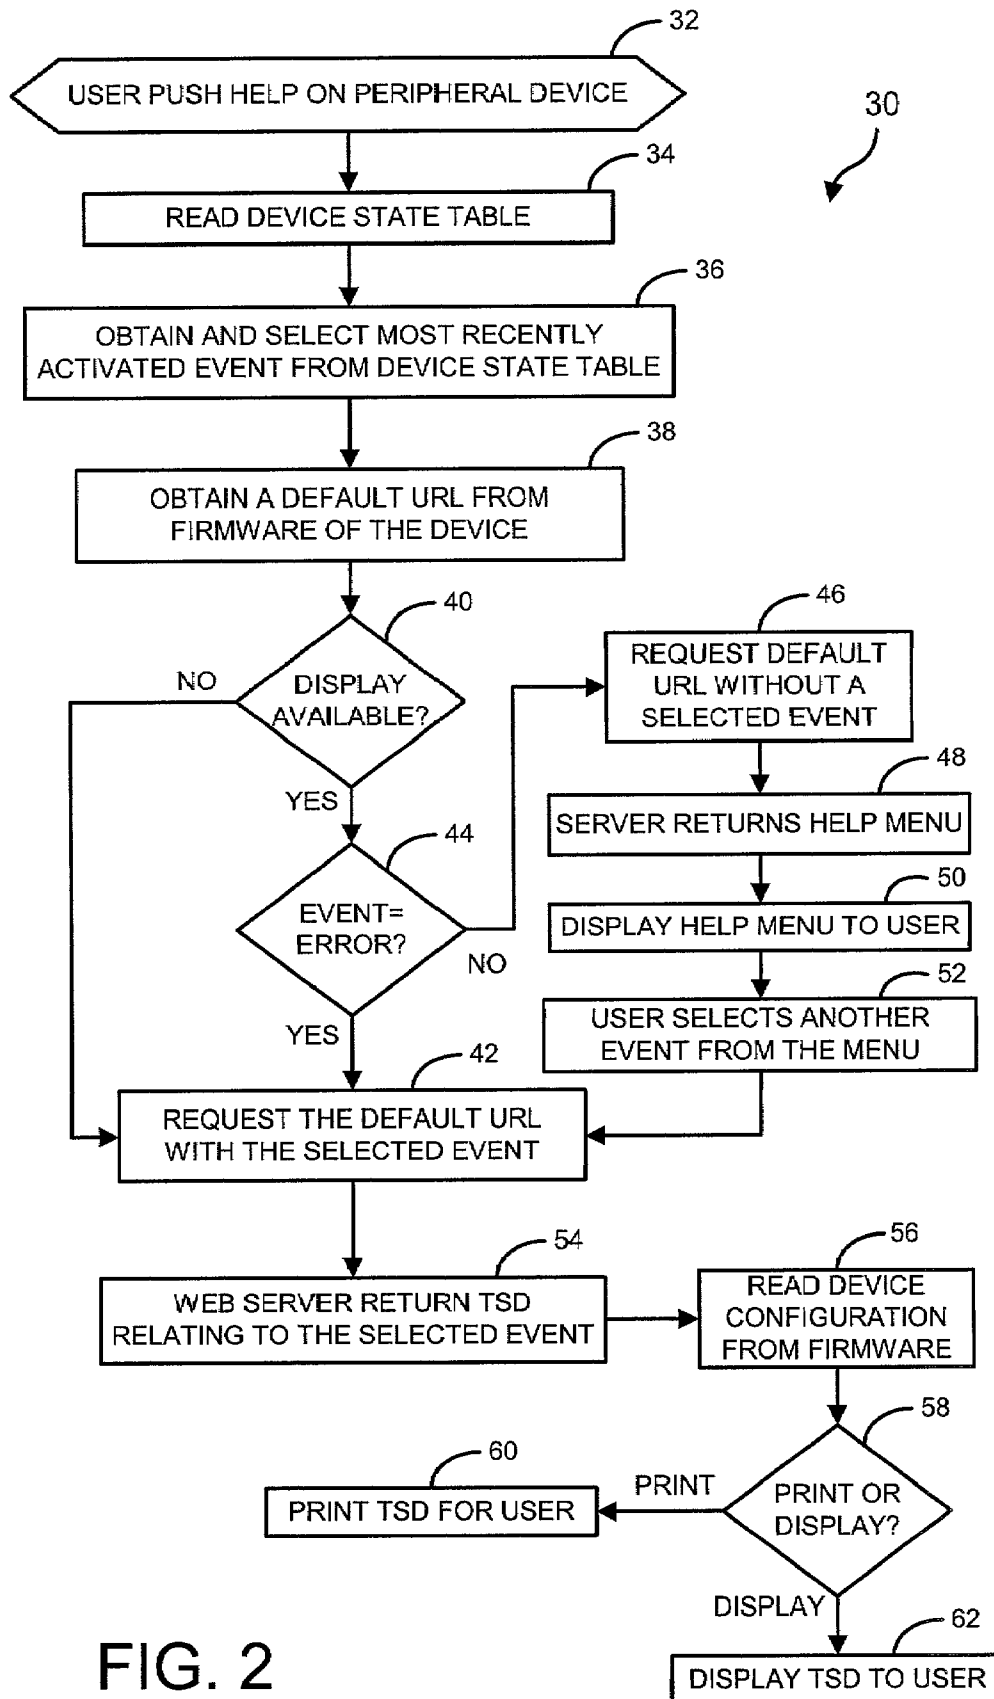 32
USER PUSH HELP ON PERIPHERAL DEVICE
30
34
READ DEVICE STATE TABLE
36
OBTAIN AND SELECT MOST RECENTLY
ACTIVATED EVENT FROM DEVICE STATE TABLE
38
OBTAIN A DEFAULT URL FROM
FIRMWARE OF THE DEVICE
40
DISPLAY
AVAILABLE?
NO
YES
44
EVENT=
ERROR?
NO
YES
46
REQUEST DEFAULT
URL WITHOUT A
SELECTED EVENT
48
SERVER RETURNS HELP MENU
50
DISPLAY HELP MENU TO USER
52
USER SELECTS ANOTHER
EVENT FROM THE MENU
42
REQUEST THE DEFAULT URL
WITH THE SELECTED EVENT
54
WEB SERVER RETURN TSD
RELATING TO THE SELECTED EVENT
56
READ DEVICE
CONFIGURATION
FROM FIRMWARE
58
PRINT OR
DISPLAY?
PRINT
60
PRINT TSD FOR USER
DISPLAY
62
DISPLAY TSD TO USER
FIG. 2